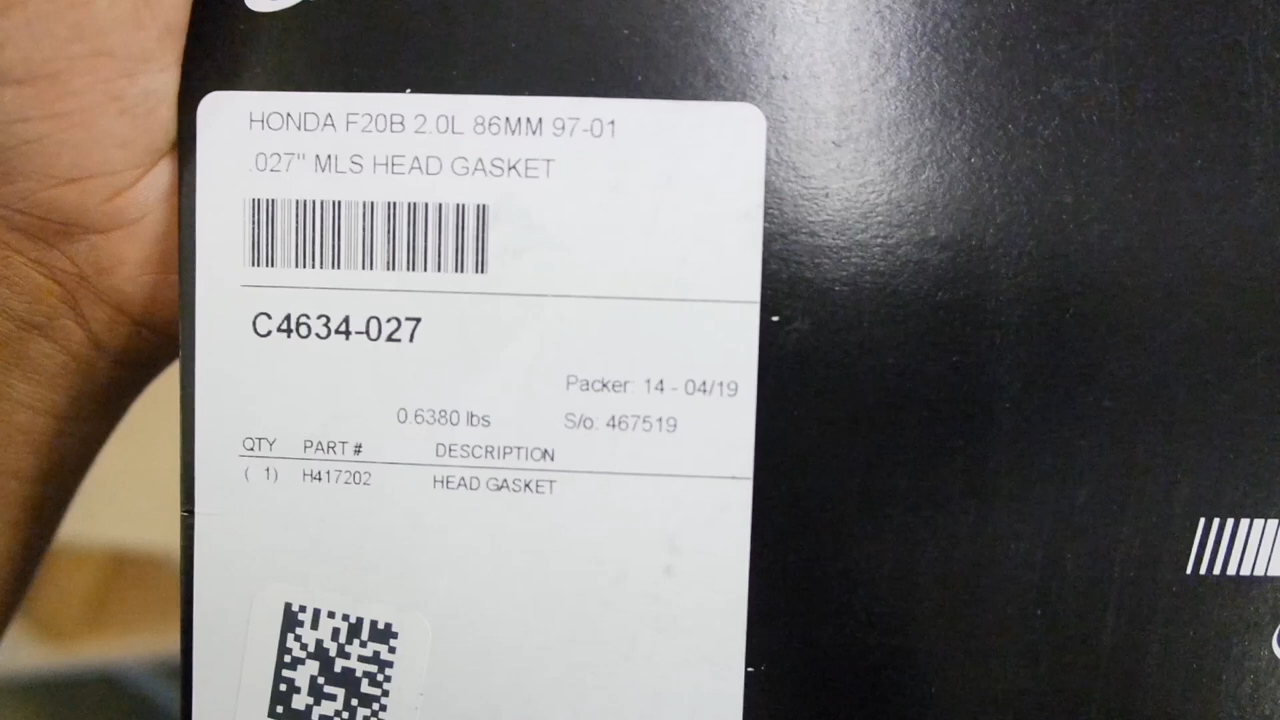 HONDA F20B 2.0L 86MM 97-01
.027" MLS HEAD GASKET
C4634-027
Packer: 14 - 04/19
0.6380 lbs S/o: 467519
QTY PART # DESCRIPTION
( 1) H417202 HEAD GASKET